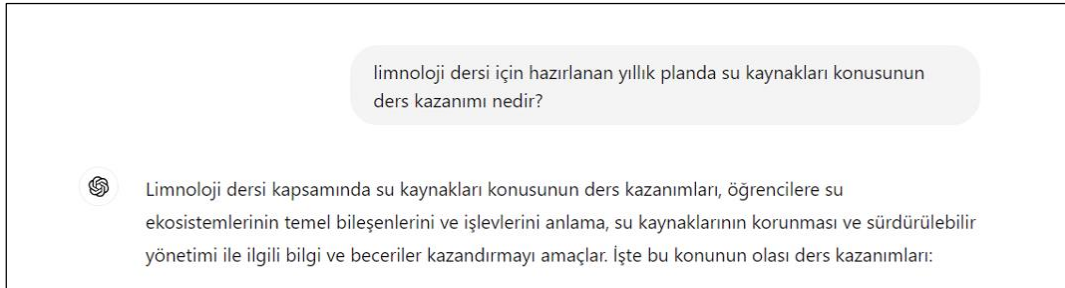 limnoloji dersi için hazırlanan yıllık planda su kaynakları konusunun
ders kazanımı nedir?
Limnoloji dersi kapsamında su kaynakları konusunun ders kazanımları, öğrencilere su
ekosistemlerinin temel bileşenlerini ve işlevlerini anlama, su kaynaklarının korunması ve sürdürülebilir
yönetimi ile ilgili bilgi ve beceriler kazandırmayı amaçlar. İşte bu konunun olası ders kazanımları: